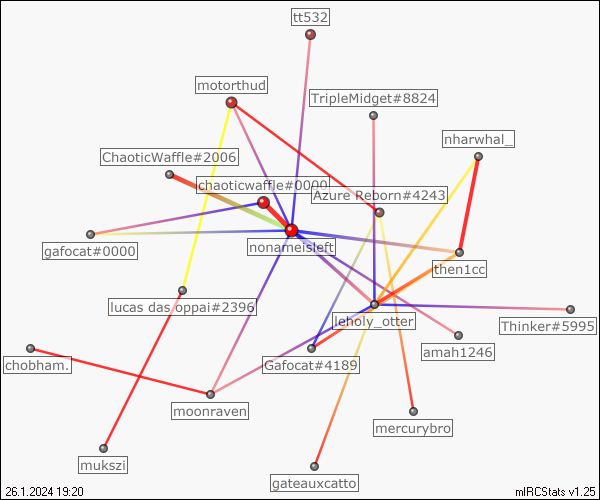 tt532
motorthud
TripleMidget#8824
nharwhal_
ChaoticWaffle#2006
chaoticwaffle#0000
Azure Reborn#4243
gafocat#0000
nonameisleft
then1cc
lucas das oppai#2396
leholy_otter
Thinker#5995
chobham.
Gafocat#4189
amah1246
moonraven
mercurybro
mukszi
gateauxcatto
26.1.2024 19:20
mIRCStats v1.25